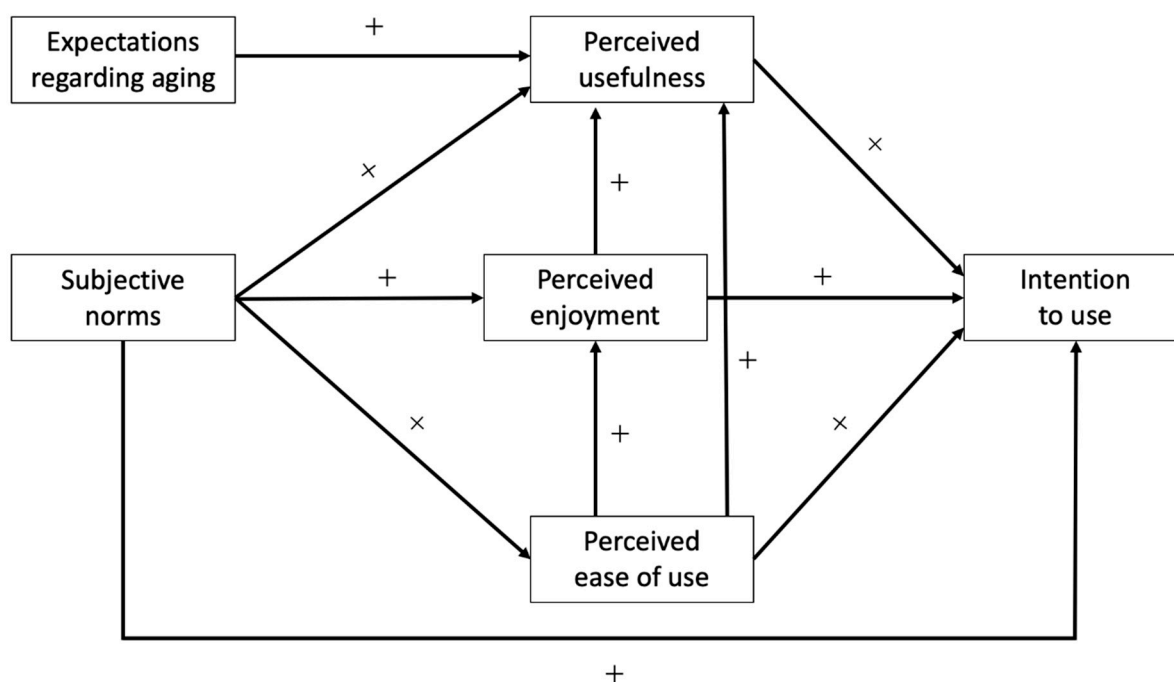 Expectations
regarding aging
+
Perceived
usefulness
×
×
+
Subjective
norms
+
Perceived
enjoyment
+
Intention
to use
+
×
+
×
Perceived
ease of use
+